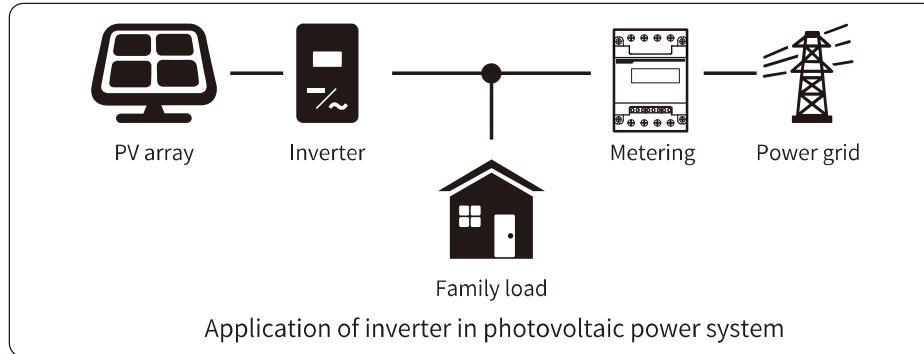 PV array
Inverter
Metering
Power grid
Family load
Application of inverter in photovoltaic power system